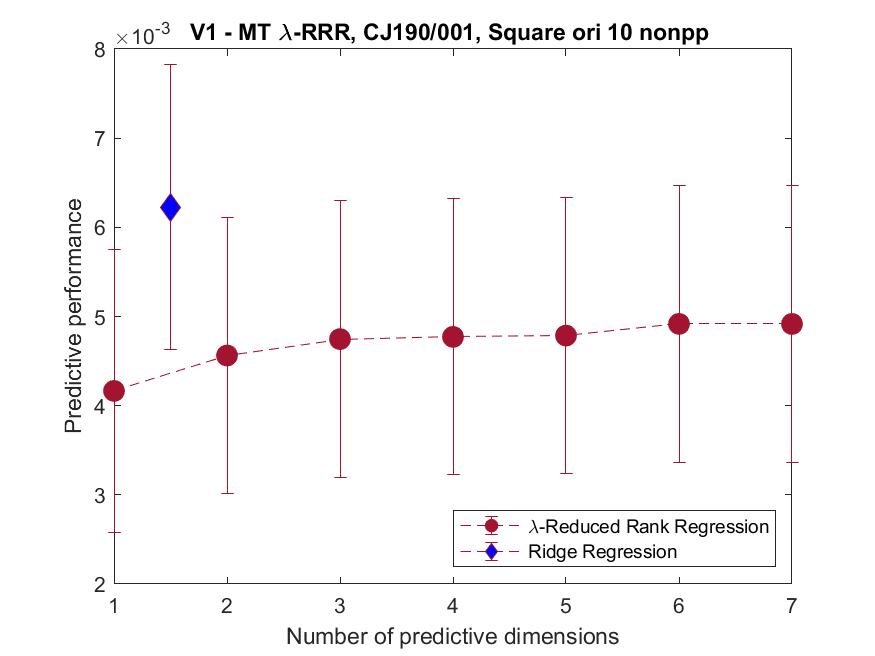 ×10⁻³
V1 - MT λ-RRR, CJ190/001, Square ori 10 nonpp
8
7
6
5
4
3
2
Predictive performance
1 2 3 4 5 6 7
Number of predictive dimensions
λ-Reduced Rank Regression
Ridge Regression